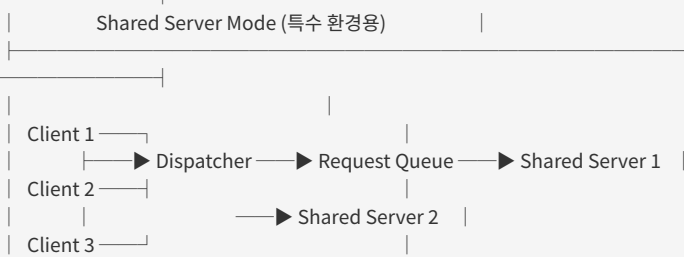 Shared Server Mode (특수 환경용)
Client 1
Dispatcher Request Queue Shared Server 1
Client 2
Shared Server 2
Client 3